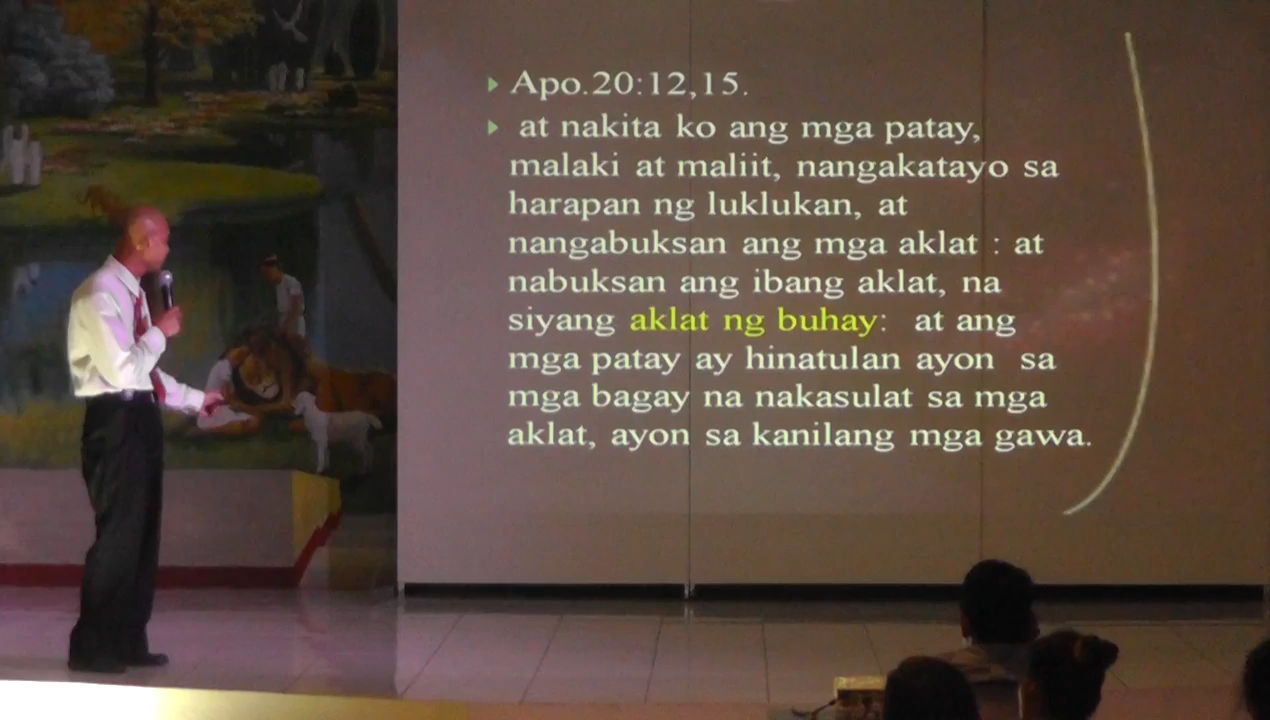 Apo.20:12,15.
at nakita ko ang mga patay,
malaki at maliit, nangakatayo sa
harapan ng luklukan, at
nangabuksan ang mga aklat : at
nabuksan ang ibang aklat, na
siyang aklat ng buhay: at ang
mga patay ay hinatulan ayon sa
mga bagay na nakasulat sa mga
aklat, ayon sa kanilang mga gawa.